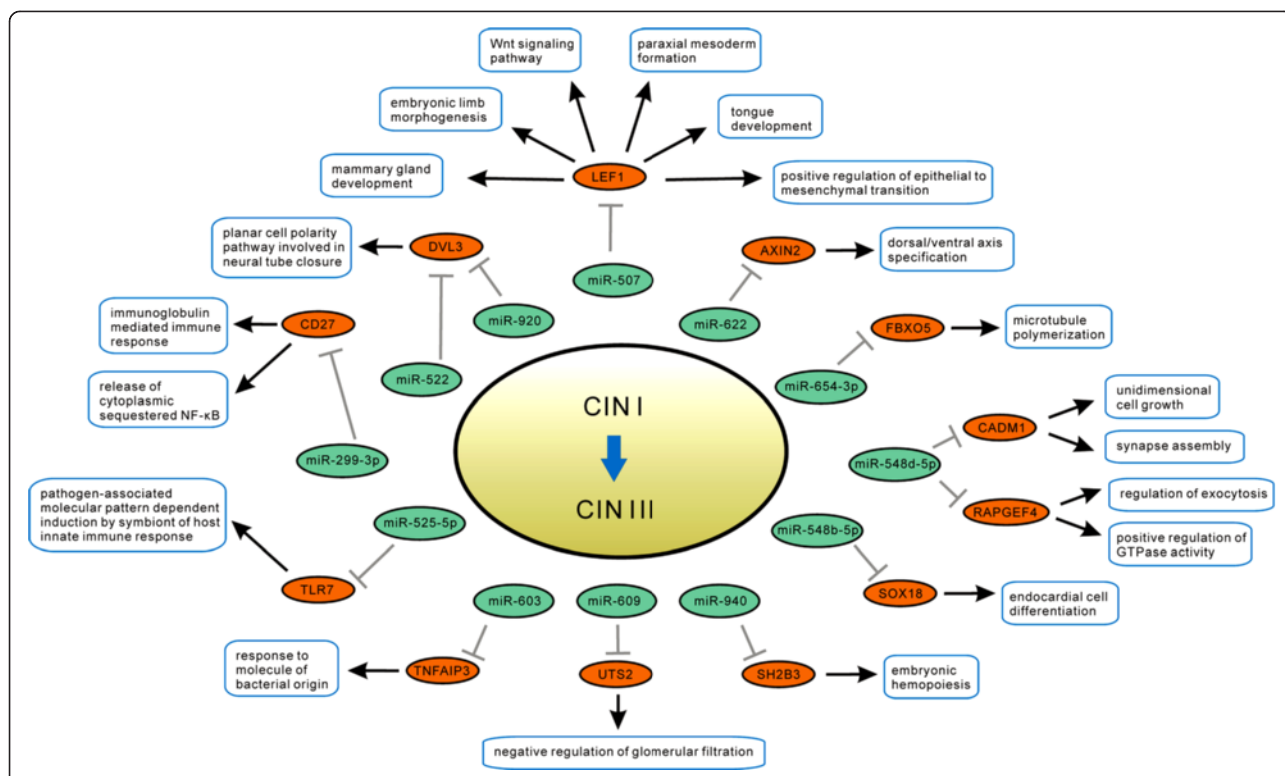 Wnt signaling
pathway
paraxial mesoderm
formation
embryonic limb
morphogenesis
tongue
development
mammary gland
development
LEF1
positive regulation of epithelial to
mesenchymal transition
planar cell polarity
pathway involved in
neural tube closure
DVL3
AXIN2
dorsal/ventral axis
specification
miR-507
immunoglobulin
mediated immune
response
CD27
miR-920
miR-622
FBXO5
microtubule
polymerization
release of
cytoplasmic
sequestered NF-κB
miR-522
miR-654-3p
CIN I
unidimensional
cell growth
CADM1
synapse assembly
miR-299-3p
miR-548d-5p
pathogen-associated
molecular pattern dependent
induction by symbiont of host
innate immune response
miR-525-5p
CIN III
regulation of exocytosis
RAPGEF4
positive regulation of
GTPase activity
miR-548b-5p
TLR7
miR-603
miR-609
miR-940
SOX18
endocardial cell
differentiation
response to
molecule of
bacterial origin
TNFAIP3
UTS2
SH2B3
embryonic
hemopoiesis
negative regulation of glomerular filtration